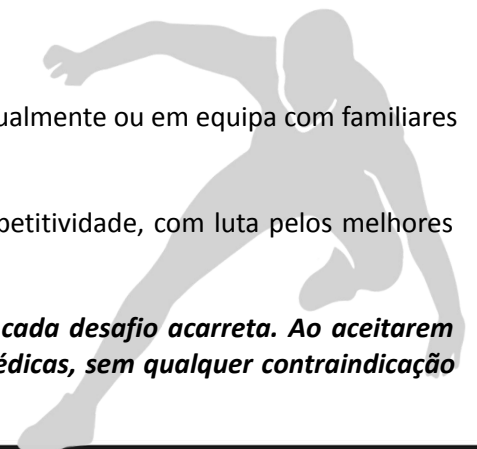 ualmente ou em equipa com familiares
petitividade, com luta pelos melhores
cada desafio acarreta. Ao aceitarem
édicas, sem qualquer contraindicação